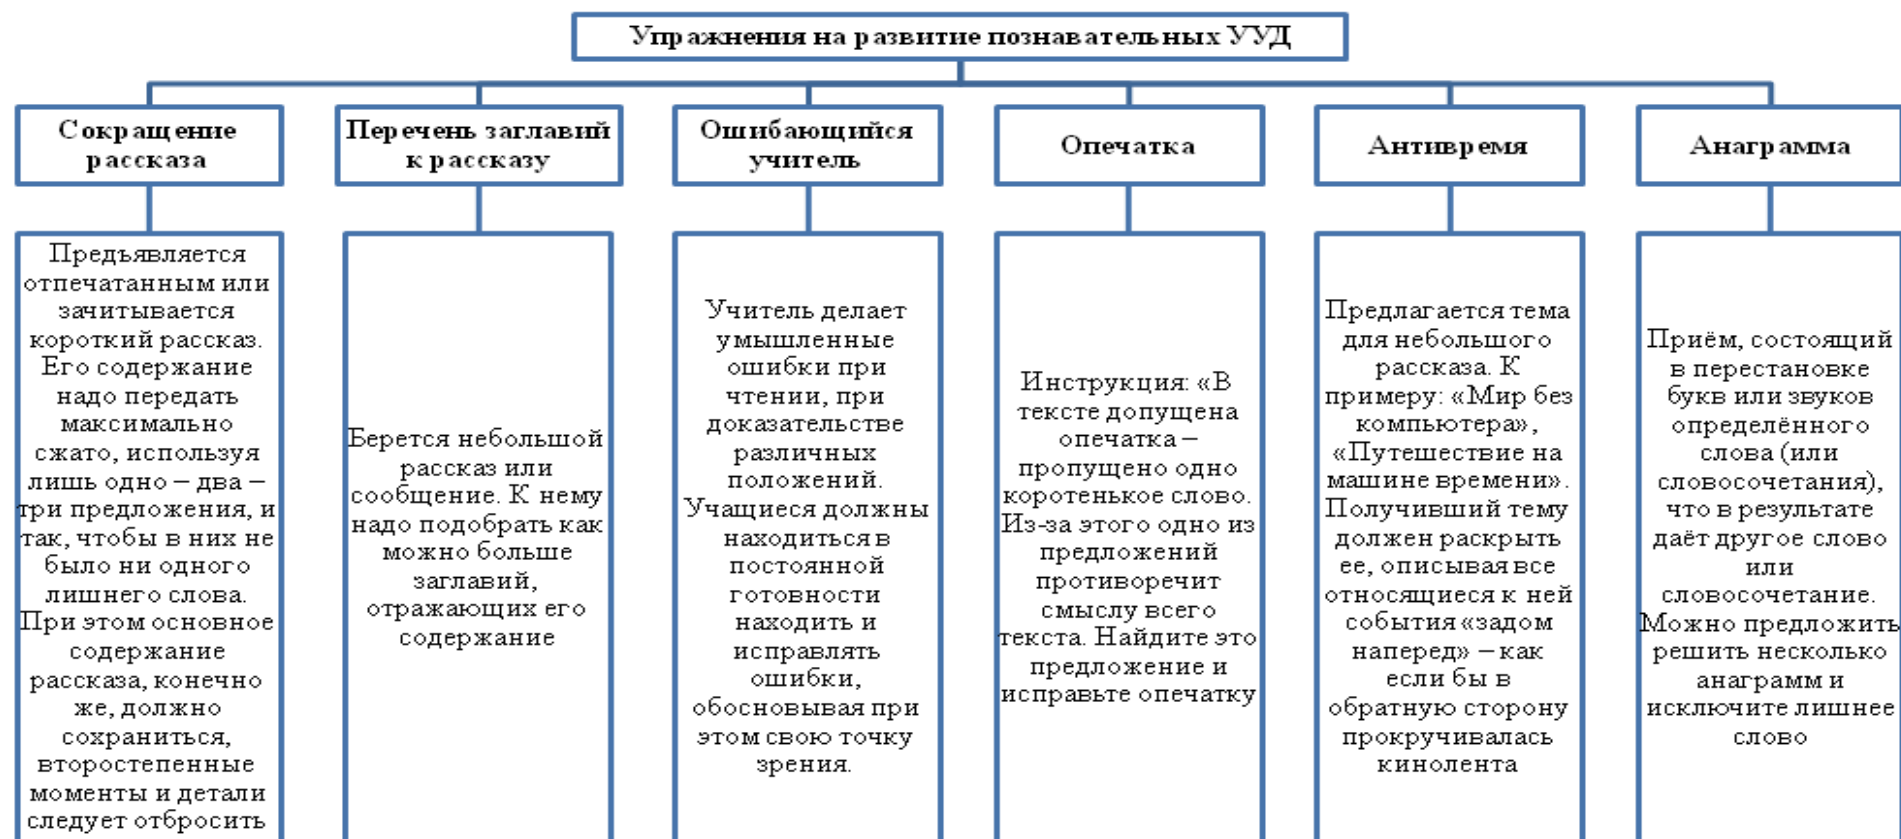 Упражнения на развитие познавательных УУД
Сокращение
рассказа
Перечень заглавий
к рассказу
Ошибающийся
учитель
Опечатка
Антивремя
Анаграмма
Предъявляется
отпечатанным или
зачитывается
короткий рассказ.
Его содержание
надо передать
максимально
сжато, используя
лишь одно – два –
три предложения, и
так, чтобы в них не
было ни одного
лишнего слова.
При этом основное
содержание
рассказа, конечно
же, должно
сохраниться,
второстепенные
моменты и детали
следует отбросить
Берется небольшой
рассказ или
сообщение. К нему
надо подобрать как
можно больше
заглавий,
отражающих его
содержание
Учитель делает
умышленные
ошибки при
чтении, при
доказательстве
различных
положений.
Учащиеся должны
находиться в
постоянной
готовности
находить и
исправлять
ошибки,
обосновывая при
этом свою точку
зрения.
Инструкция: «В
тексте допущена
опечатка –
пропущено одно
коротенькое слово.
Из-за этого одно из
предложений
противоречит
смыслу всего
текста. Найдите это
предложение и
исправьте опечатку
Предлагается тема
для небольшого
рассказа. К
примеру: «Мир без
компьютера»,
«Путешествие на
машине времени».
Получивший тему
должен раскрыть
ее, описывая все
относящиеся к ней
события «задом
наперед» – как
если бы в
обратную сторону
прокручивалась
кинолента
Приём, состоящий
в перестановке
букв или звуков
определённого
слова (или
словосочетания),
что в результате
даёт другое слово
или
словосочетание.
Можно предложить
решить несколько
анаграмм и
исключите лишнее
слово